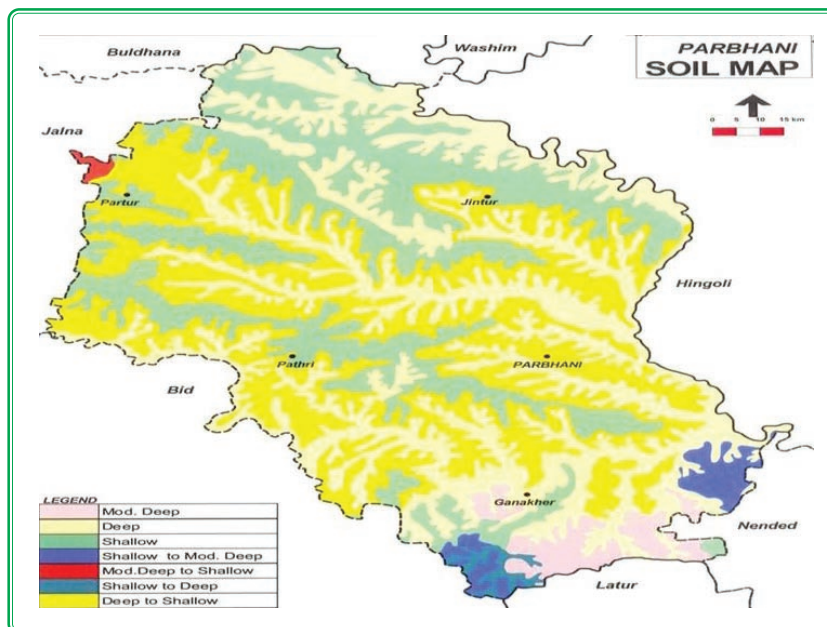 PARBHANI
SOIL MAP
Buldhana
Washim
Jalna
0 5 10 15 km
Partur
Jintur
Hingoli
Pathri
PARBHANI
Bid
Ganakher
Nended
Latur
LEGEND
Mod. Deep
Deep
Shallow
Shallow to Mod. Deep
Mod.Deep to Shallow
Shallow to Deep
Deep to Shallow